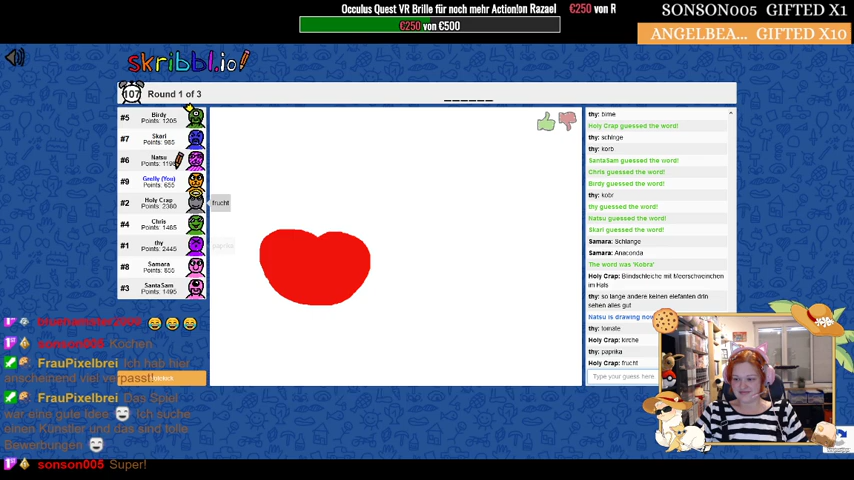 Occulus Quest VR Brille für noch mehr Action!on Razael €250 von R
€250 von €500
SONSON005 GIFTED X1
ANGELBEA... GIFTED X10
skribbl.io
107 Round 1 of 3
#5 Birdy
Points: 1205
#7 Skari
Points: 985
#6 Natsu
#9 Grelly (You)
Points: 655
#2 Holy Crap
Points: 2380
#4 Chris
Points: 1465
#1 thy
Points: 2445
#8 Samara
Points: 855
#3 SantaSam
Points: 1495
frucht
paprika
thy: birne
Holy Crap guessed the word!
thy: schlnge
thy: korb
SantaSam guessed the word!
Chris guessed the word!
Birdy guessed the word!
thy: kobr
thy guessed the word!
Natsu guessed the word!
Skari guessed the word!
Samara: Schlange
Samara: Anaconda
The word was 'Kobra'
Holy Crap: Blindschleiche mit Meerschweinchen
im Hals
thy: so lange andere keinen elefanten drin
sehen alles gut
Natsu is drawing now
thy: tomate
Holy Crap: kirche
thy: paprika
Holy Crap: frucht
Type your guess here
sonson005 Kochen
FrauPixelbrei Ich hab hier
anscheinend viel verpasst!
FrauPixelbrei Das Spiel
war eine gute Idee Ich suche
einen Künstler und das sind tolle
Bewerbungen
sonson005 Super!